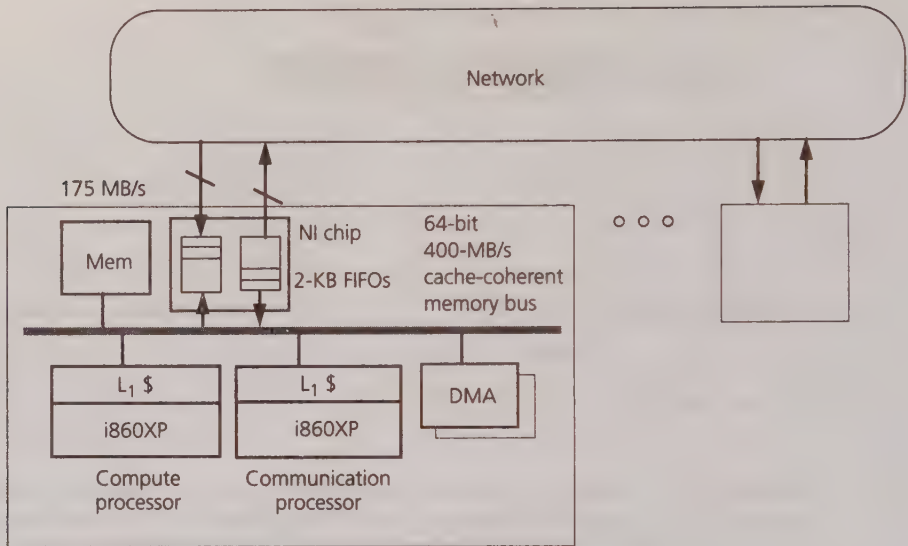 Network
175 MB/s
Mem
NI chip
2-KB FIFOs
64-bit
400-MB/s
cache-coherent
memory bus
L1 $
i860XP
Compute
processor
L1 $
i860XP
Communication
processor
DMA